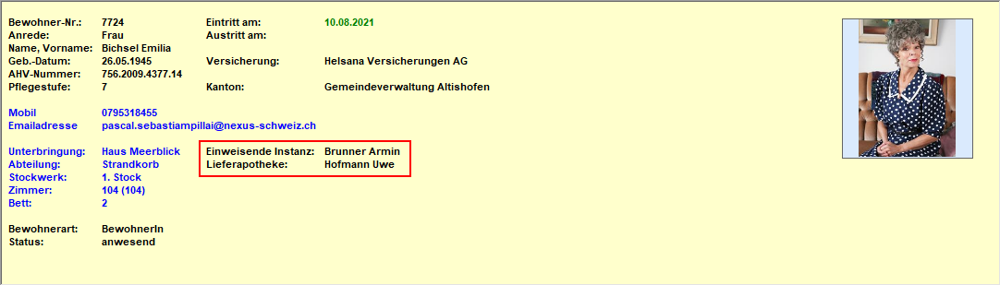 Bewohner-Nr.: 7724 Eintritt am: 10.08.2021
Anrede: Frau Austritt am:
Name, Vorname: Bichsel Emilia
Geb.-Datum: 26.05.1945 Versicherung: Helsana Versicherungen AG
AHV-Nummer: 756.2009.4377.14
Pflegestufe: 7 Kanton: Gemeindeverwaltung Altishofen
Mobil 0795318455
Emailadresse pascal.sebastiampillai@nexus-schweiz.ch
Unterbringung: Haus Meerblick Einweisende Instanz: Brunner Armin
Abteilung: Strandkorb Lieferapotheke: Hofmann Uwe
Stockwerk: 1. Stock
Zimmer: 104 (104)
Bett: 2
Bewohnerart: BewohnerIn
Status: anwesend